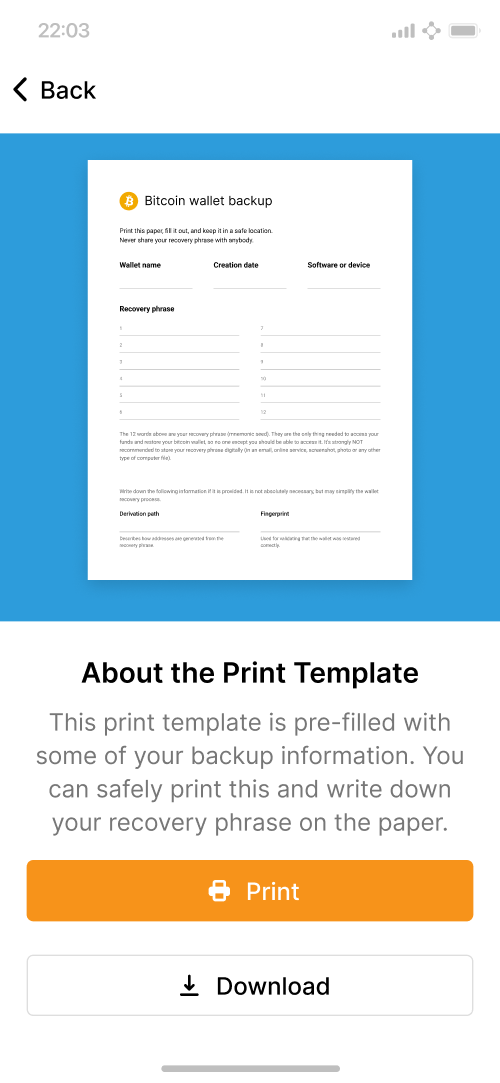 22:03
Back
Bitcoin wallet backup
Print this paper, fill it out, and keep it in a safe location.
Never share your recovery phrase with anybody.
Wallet name Creation date Software or device
Recovery phrase
1 7
2 8
3 9
4 10
5 11
6 12
The 12 words above are your recovery phrase (mnemonic seed). They are the only thing needed to access your
funds and restore your bitcoin wallet, so no one except you should be able to access it. It's strongly NOT
recommended to store your recovery phrase digitally (in an email, online service, screenshot, photo or any other
type of computer file)
Write down the following information if it is provided. It is not absolutely necessary, but may simplify the wallet
recovery process.
Derivation path Fingerprint
Describes how addresses are generated from the Used for validating that the wallet was restored
recovery phrase correctly
About the Print Template
This print template is pre-filled with
some of your backup information. You
can safely print this and write down
your recovery phrase on the paper.
Print
Download